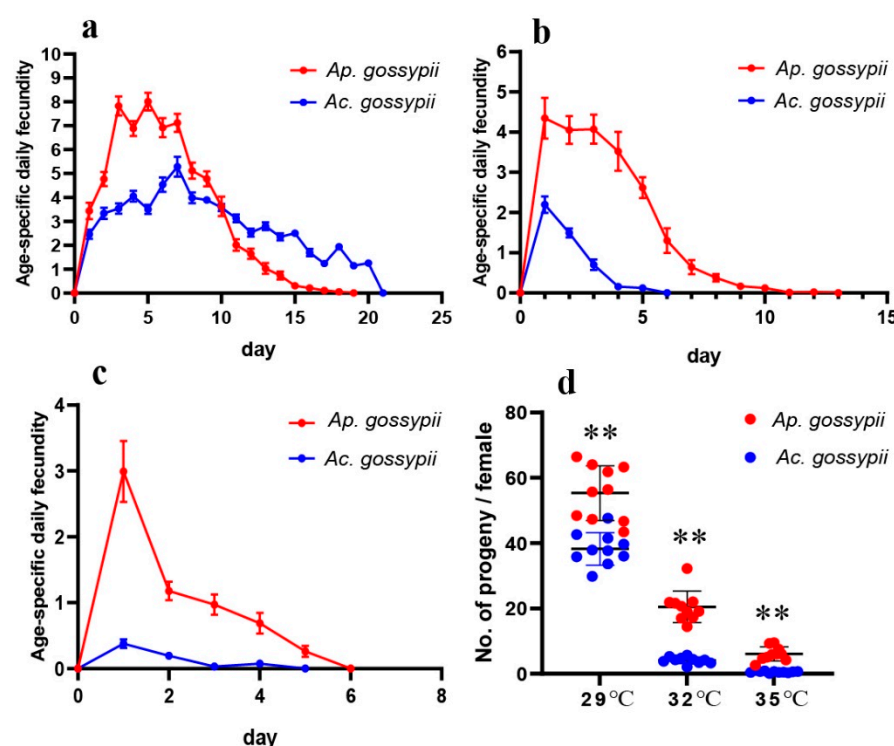 a
Age-specific daily fecundity
10
9
8
7
6
5
4
3
2
1
0
0 5 10 15 20 25
day
Ap. gossypii
Ac. gossypii
b
Age-specific daily fecundity
6
5
4
3
2
1
0
0 5 10 15
day
Ap. gossypii
Ac. gossypii
c
Age-specific daily fecundity
4
3
2
1
0
0 2 4 6 8
day
Ap. gossypii
Ac. gossypii
d
No. of progeny / female
80
60
40
20
0
** ** **
29°C 32°C 35°C
Ap. gossypii
Ac. gossypii